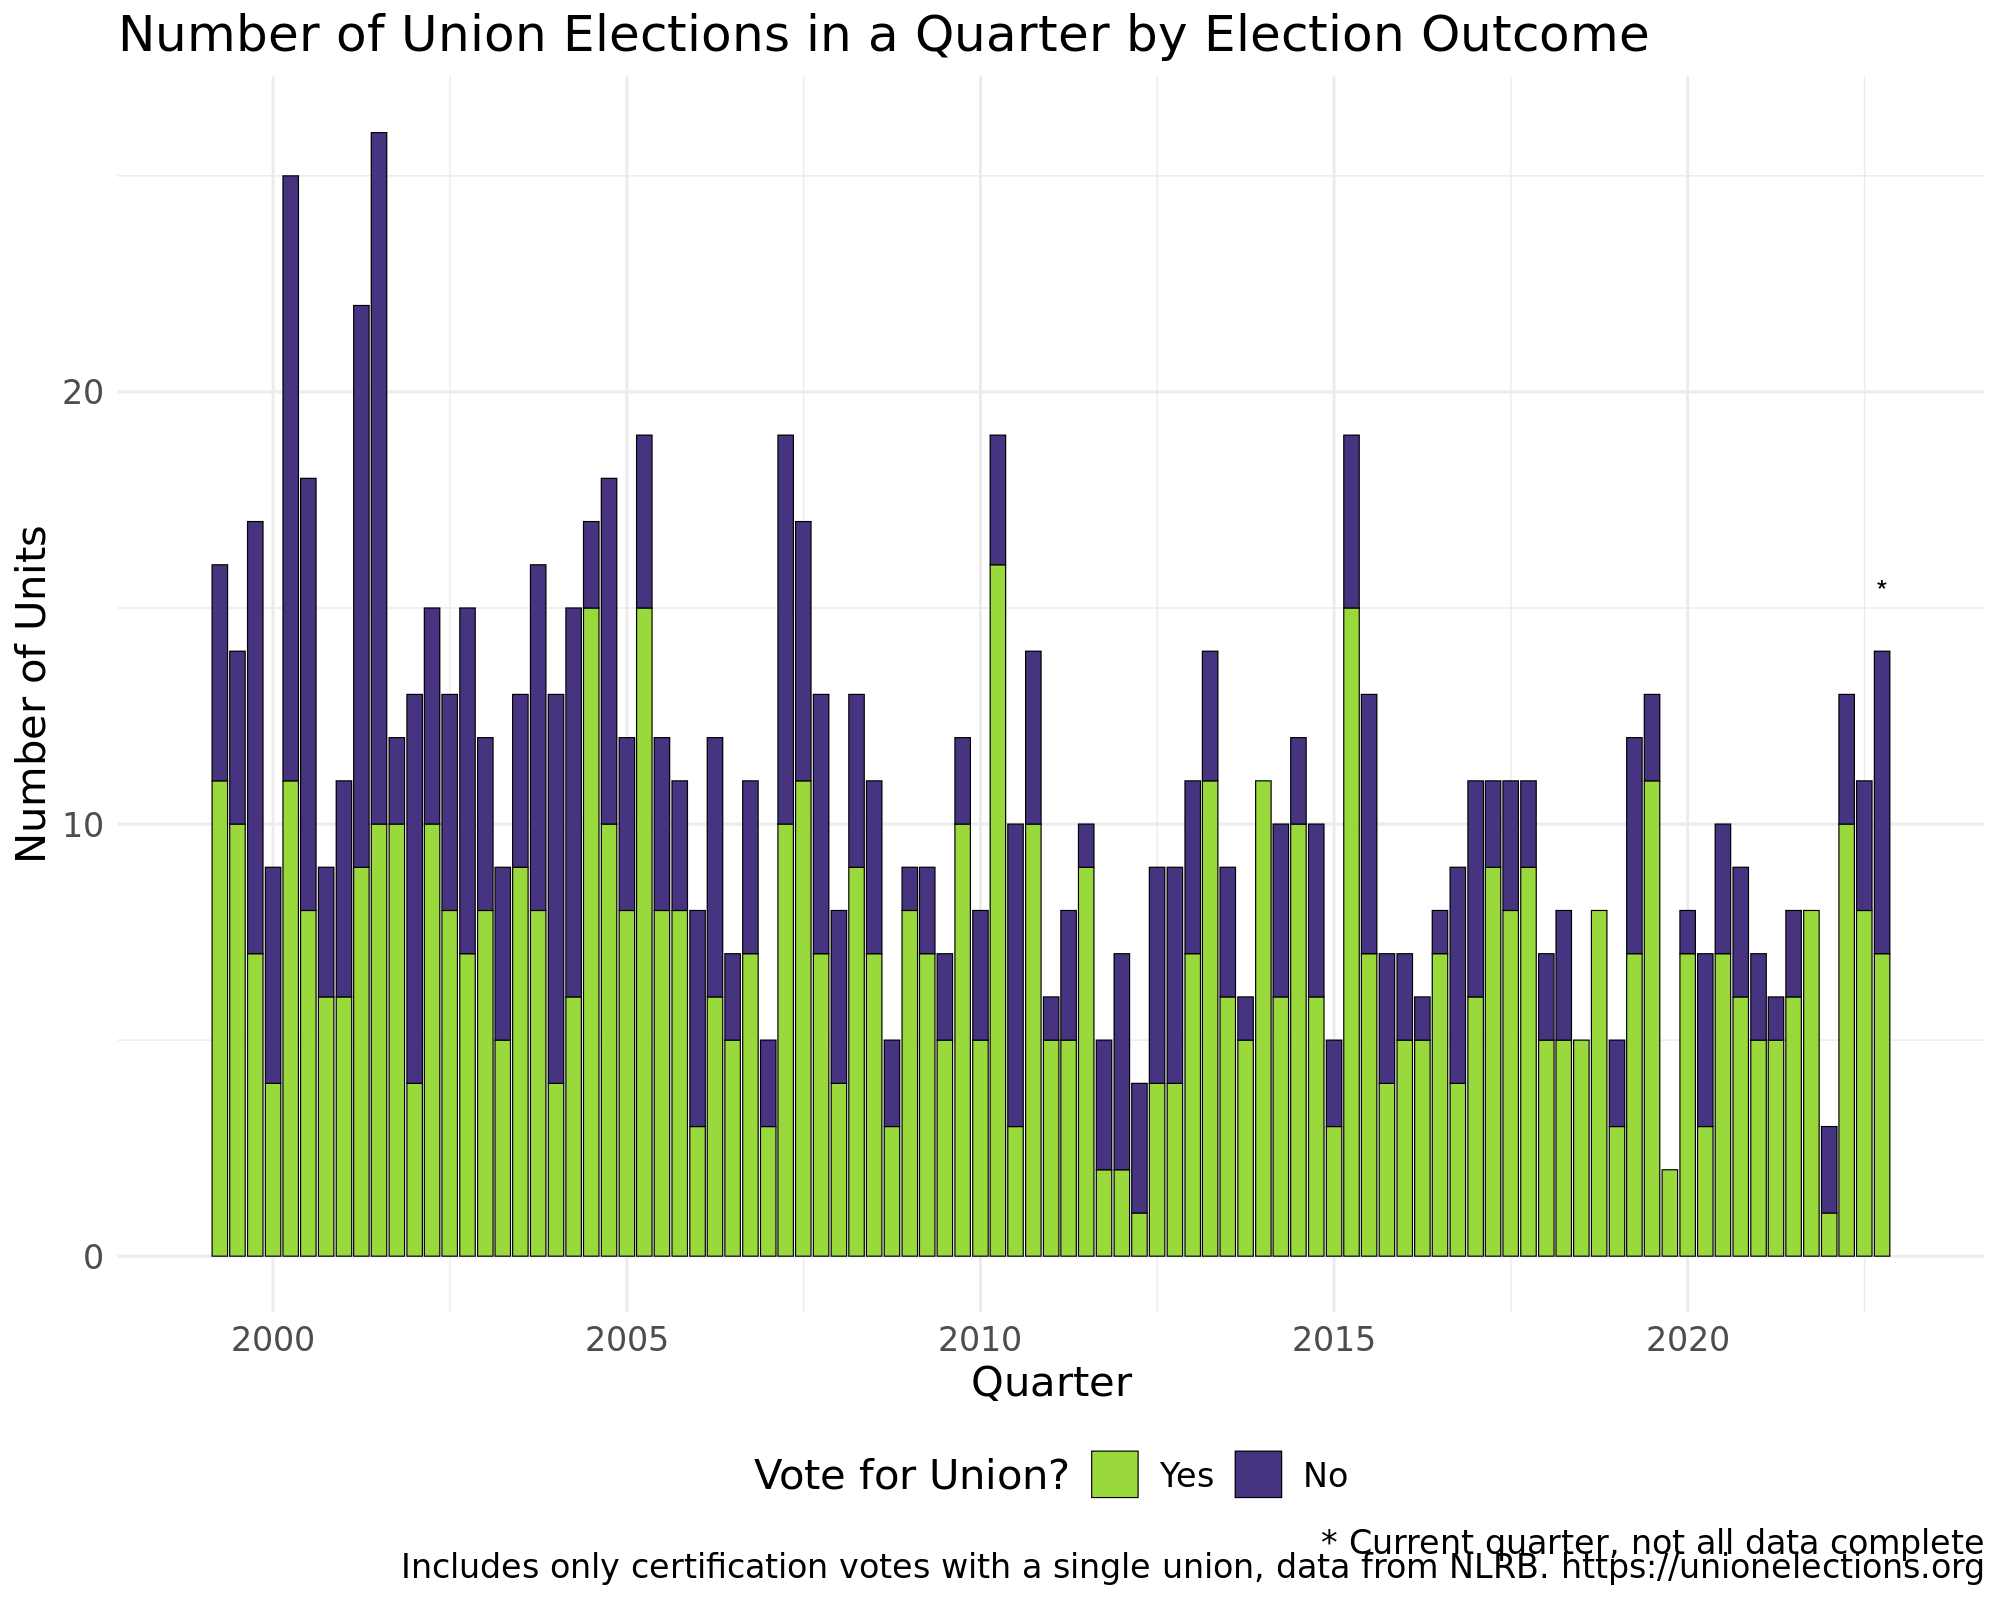 Number of Union Elections in a Quarter by Election Outcome
Number of Units
20
10
0
*
2000 2005 2010 2015 2020
Quarter
Vote for Union? Yes No
* Current quarter, not all data complete
Includes only certification votes with a single union, data from NLRB. https://unionelections.org